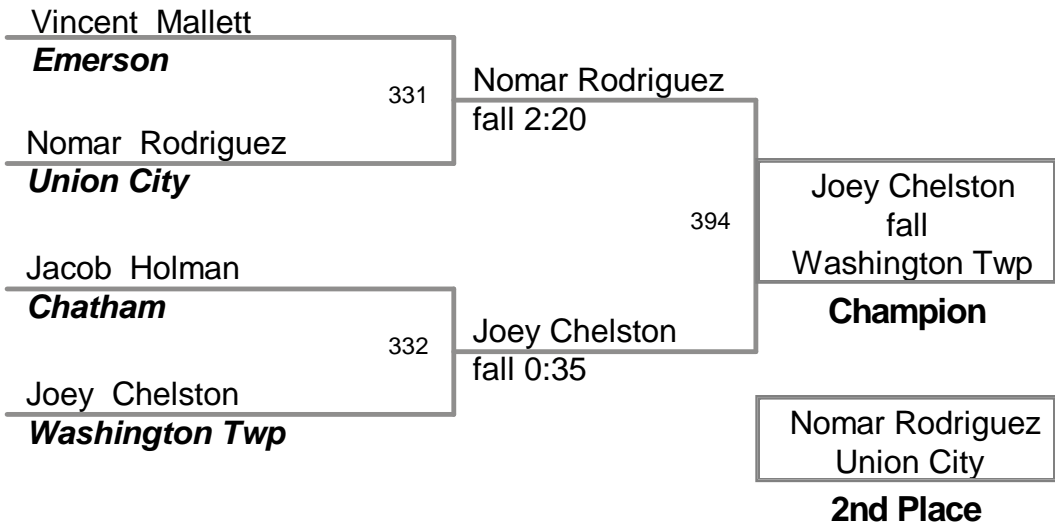 Vincent Mallett
Emerson
331
Nomar Rodriguez
Union City
Nomar Rodriguez
fall 2:20
Jacob Holman
Chatham
332
Joey Chelston
Washington Twp
Joey Chelston
fall 0:35
394
Joey Chelston
fall
Washington Twp
Champion
Nomar Rodriguez
Union City
2nd Place